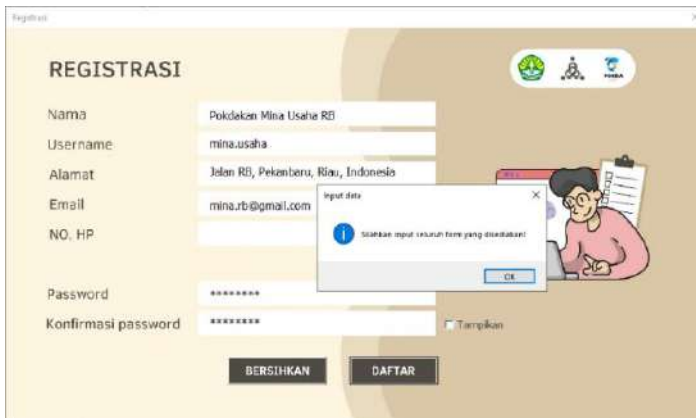 Registrasi
REGISTRASI
Nama
Pokdakan Mina Usaha RB
Username
mina.usaha
Alamat
Jalan RB, Pekanbaru, Riau, Indonesia
Email
mina.rb@gmail.com
NO. HP
Input data
Silahkan input seluruh form yang disediakan!
OK
Password
********
Konfirmasi password
********
Tampilkan
BERSIHKAN
DAFTAR